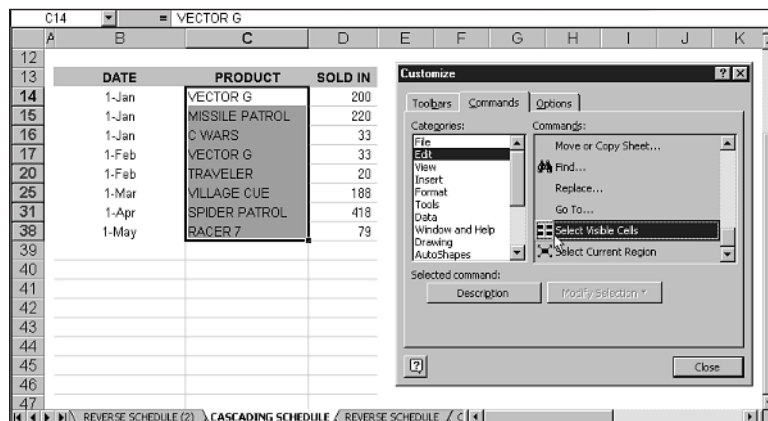 C14 = VECTOR G
A B C D E F G H I J K
12
13 DATE PRODUCT SOLD IN
14 1-Jan VECTOR G 200
15 1-Jan MISSILE PATROL 220
16 1-Jan C WARS 33
17 1-Feb VECTOR G 33
20 1-Feb TRAVELER 20
25 1-Mar VILLAGE CUE 188
31 1-Apr SPIDER PATROL 418
38 1-May RACER 7 79
39
40
41
42
43
44
45
46
47
Customize
Toolbars Commands Options
Categories:
File
Edit
View
Insert
Format
Tools
Data
Window and Help
Drawing
AutoShapes
Commands:
Move or Copy Sheet...
Find...
Replace...
Go To...
Select Visible Cells
Select Current Region
Selected command:
Description Modify Selection
Close
REVERSE SCHEDULE (2) CASCADING SCHEDULE REVERSE SCHEDULE C